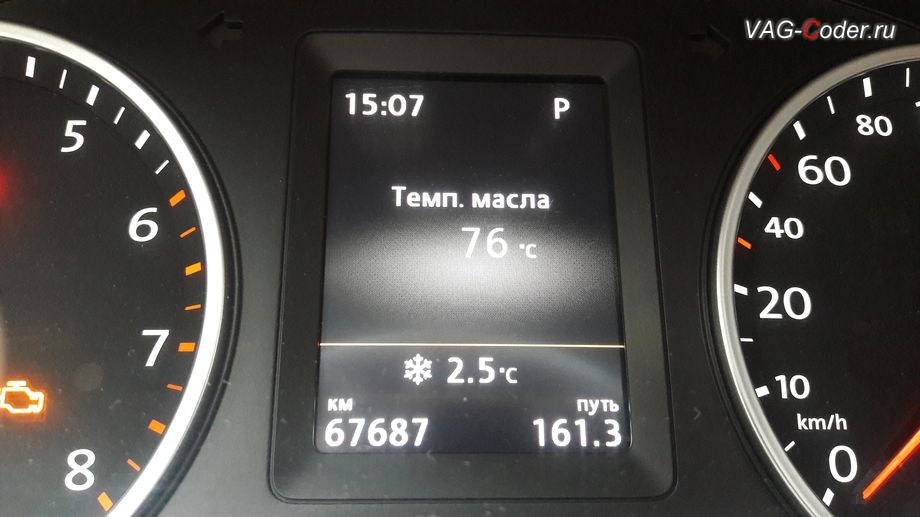 VAG-Coder.ru
15:07 P
Темп. масла
76 °C
2.5 °C
км путь
67687 161.3
5
6
7
8
80
60
40
20
10
km/h
0